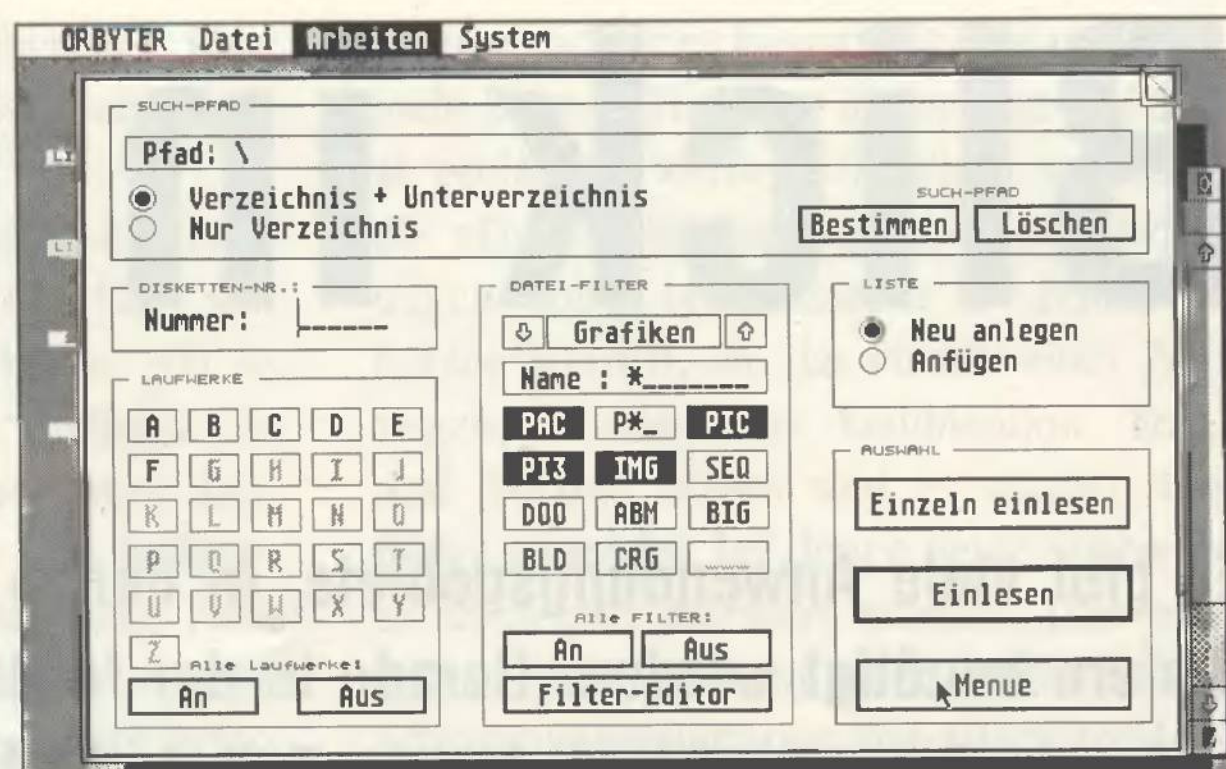 ORBYTER Datei Arbeiten System
SUCH-PFAD
Pfad: \
Verzeichnis + Unterverzeichnis
Nur Verzeichnis
SUCH-PFAD
Bestimmen Löschen
DISKETTEN-NR.:
Nummer: ______
LAUFWERKE
A B C D E
F G H I J
K L M N O
P Q R S T
U V W X Y
Z
Alle Laufwerke:
An Aus
DATEI-FILTER
Grafiken
Name : *_______
PAC P*_ PIC
PI3 IMG SEQ
DOO ABM BIG
BLD CRG ___
Alle FILTER:
An Aus
Filter-Editor
LISTE
Neu anlegen
Anfügen
AUSWAHL
Einzeln einlesen
Einlesen
Menue